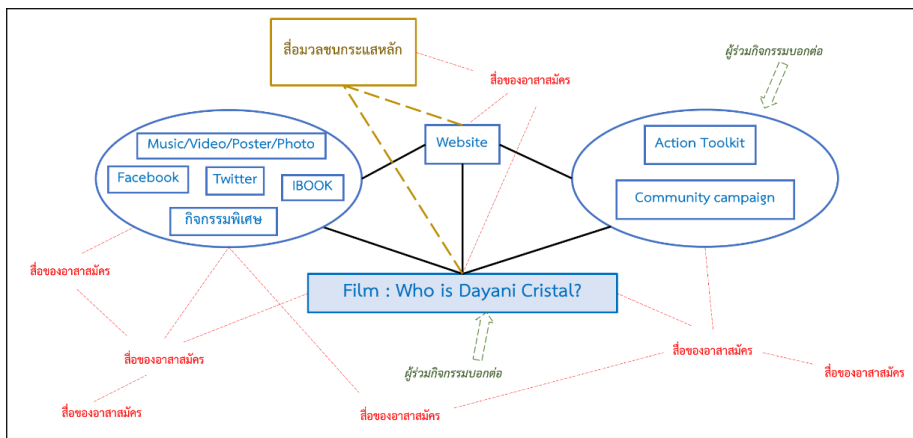 สื่อมวลชนกระแสหลัก
ผู้ร่วมกิจกรรมบอกต่อ
สื่อของอาสาสมัคร
Music/Video/Poster/Photo
Website
Action Toolkit
Facebook
Twitter
IBOOK
Community campaign
กิจกรรมพิเศษ
สื่อของอาสาสมัคร
Film : Who is Dayani Cristal?
สื่อของอาสาสมัคร
สื่อของอาสาสมัคร
ผู้ร่วมกิจกรรมบอกต่อ
สื่อของอาสาสมัคร
สื่อของอาสาสมัคร
สื่อของอาสาสมัคร